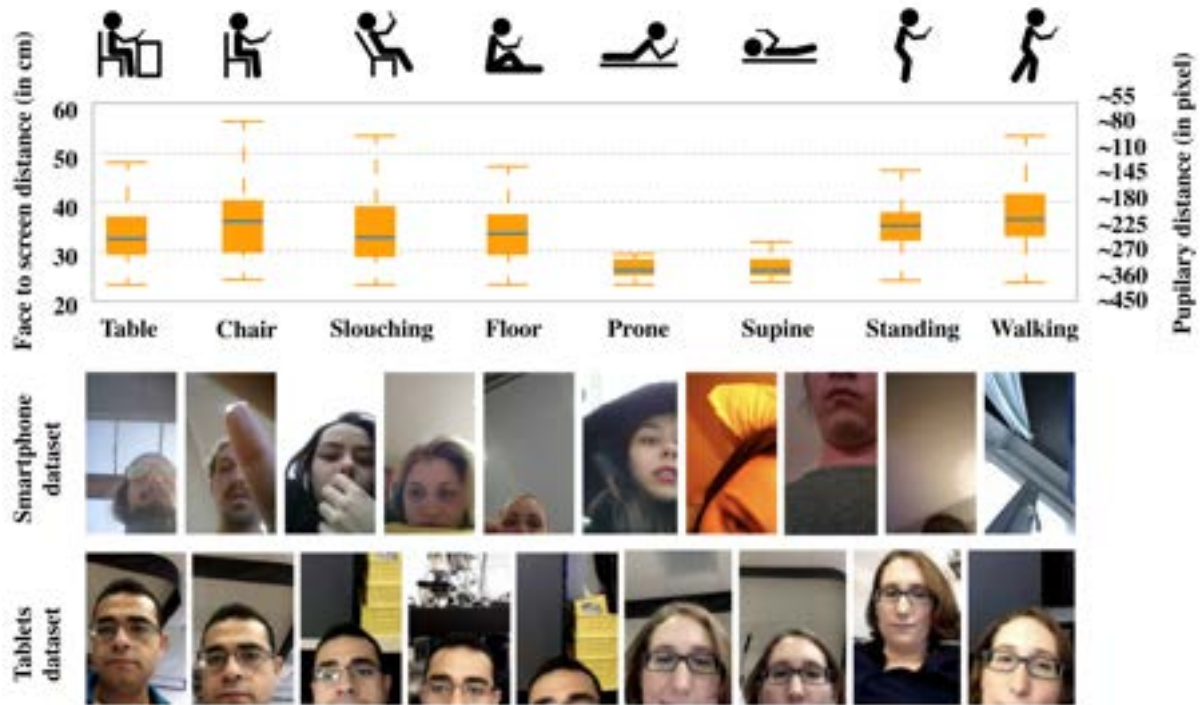 Face to screen distance (in cm)
60
50
40
30
20
~55
~80
~110
~145
~180
~225
~270
~360
~450
Pupilary distance (in pixel)
Table Chair Slouching Floor Prone Supine Standing Walking
Smartphone
dataset
Tablets
dataset